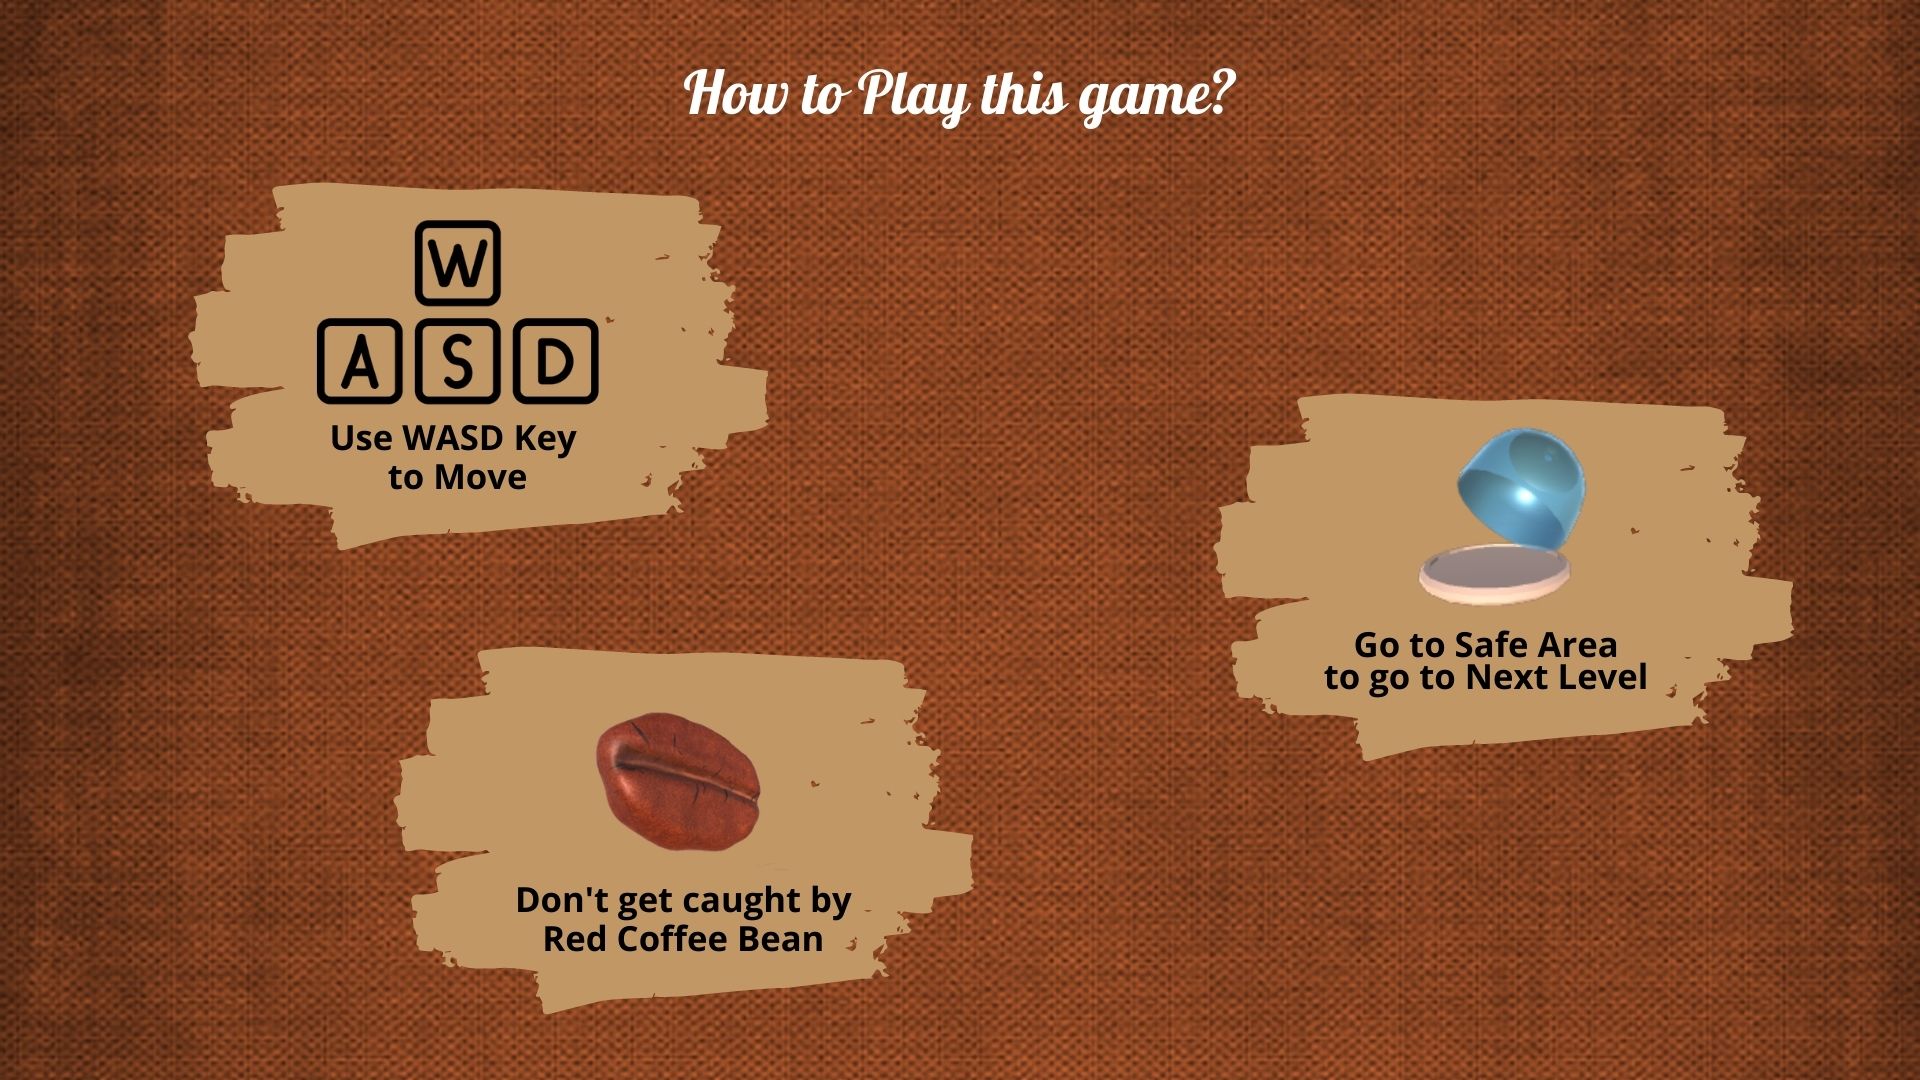 How to Play this game?
W
A S D
Use WASD Key
to Move
Go to Safe Area
to go to Next Level
Don't get caught by
Red Coffee Bean